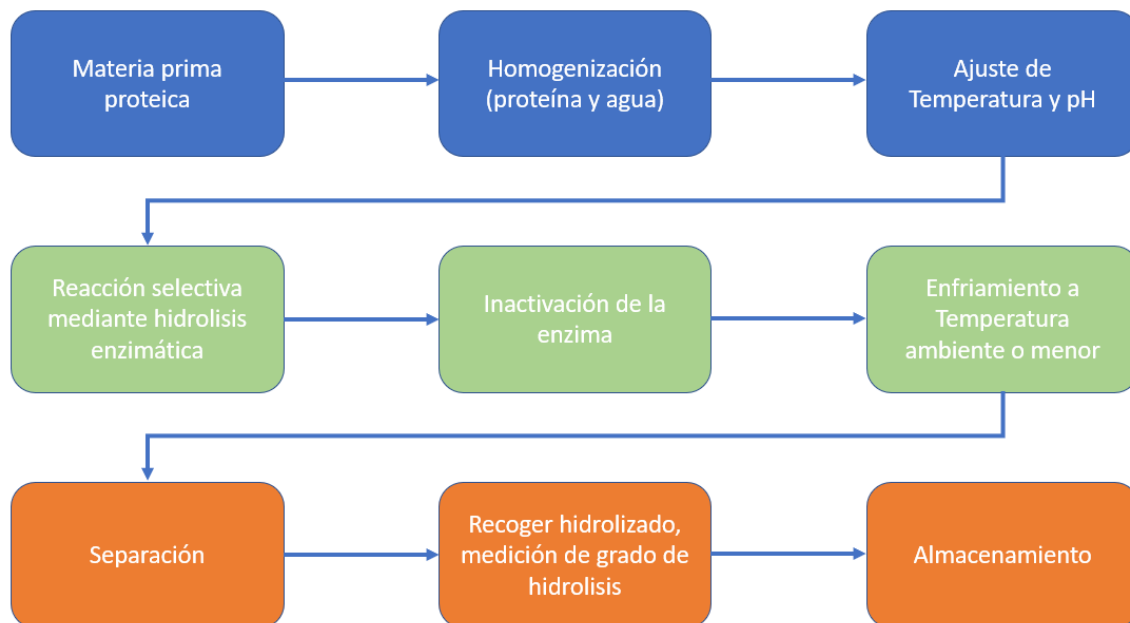 Materia prima
proteica
Homogenización
(proteína y agua)
Ajuste de
Temperatura y pH
Reacción selectiva
mediante hidrolisis
enzimática
Inactivación de la
enzima
Enfriamiento a
Temperatura
ambiente o menor
Separación
Recoger hidrolizado,
medición de grado de
hidrolisis
Almacenamiento